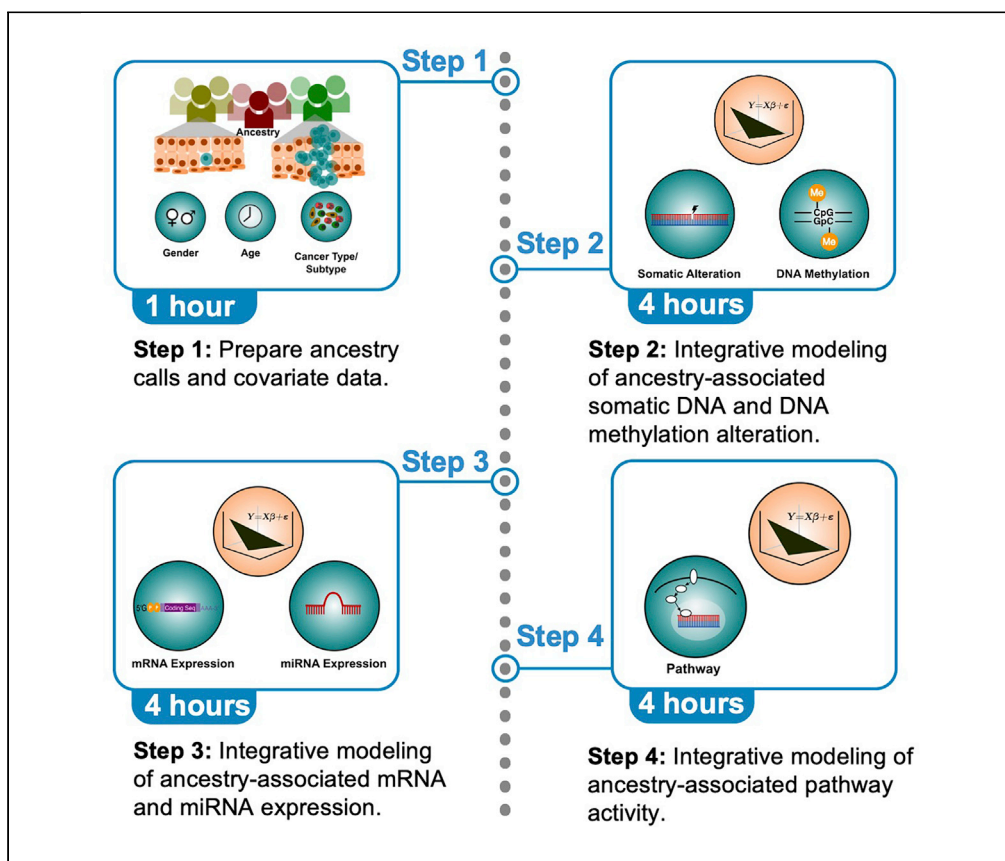 Step 1
Ancestry
Gender
Age
Cancer Type/
Subtype
1 hour
Step 1: Prepare ancestry
calls and covariate data.
Step 2
Y=Xβ+ε
Me
CpG
GpC
Me
Somatic Alteration
DNA Methylation
4 hours
Step 2: Integrative modeling
of ancestry-associated
somatic DNA and DNA
methylation alteration.
Step 3
Y=Xβ+ε
Coding Seq
mRNA Expression
miRNA Expression
4 hours
Step 3: Integrative modeling
of ancestry-associated mRNA
and miRNA expression.
Step 4
Y=Xβ+ε
Pathway
4 hours
Step 4: Integrative modeling of
ancestry-associated pathway
activity.